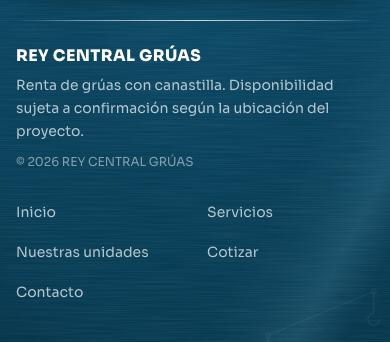 REY CENTRAL GRÚAS
Renta de grúas con canastilla. Disponibilidad
sujeta a confirmación según la ubicación del
proyecto.
© 2026 REY CENTRAL GRÚAS
Inicio
Servicios
Nuestras unidades
Cotizar
Contacto